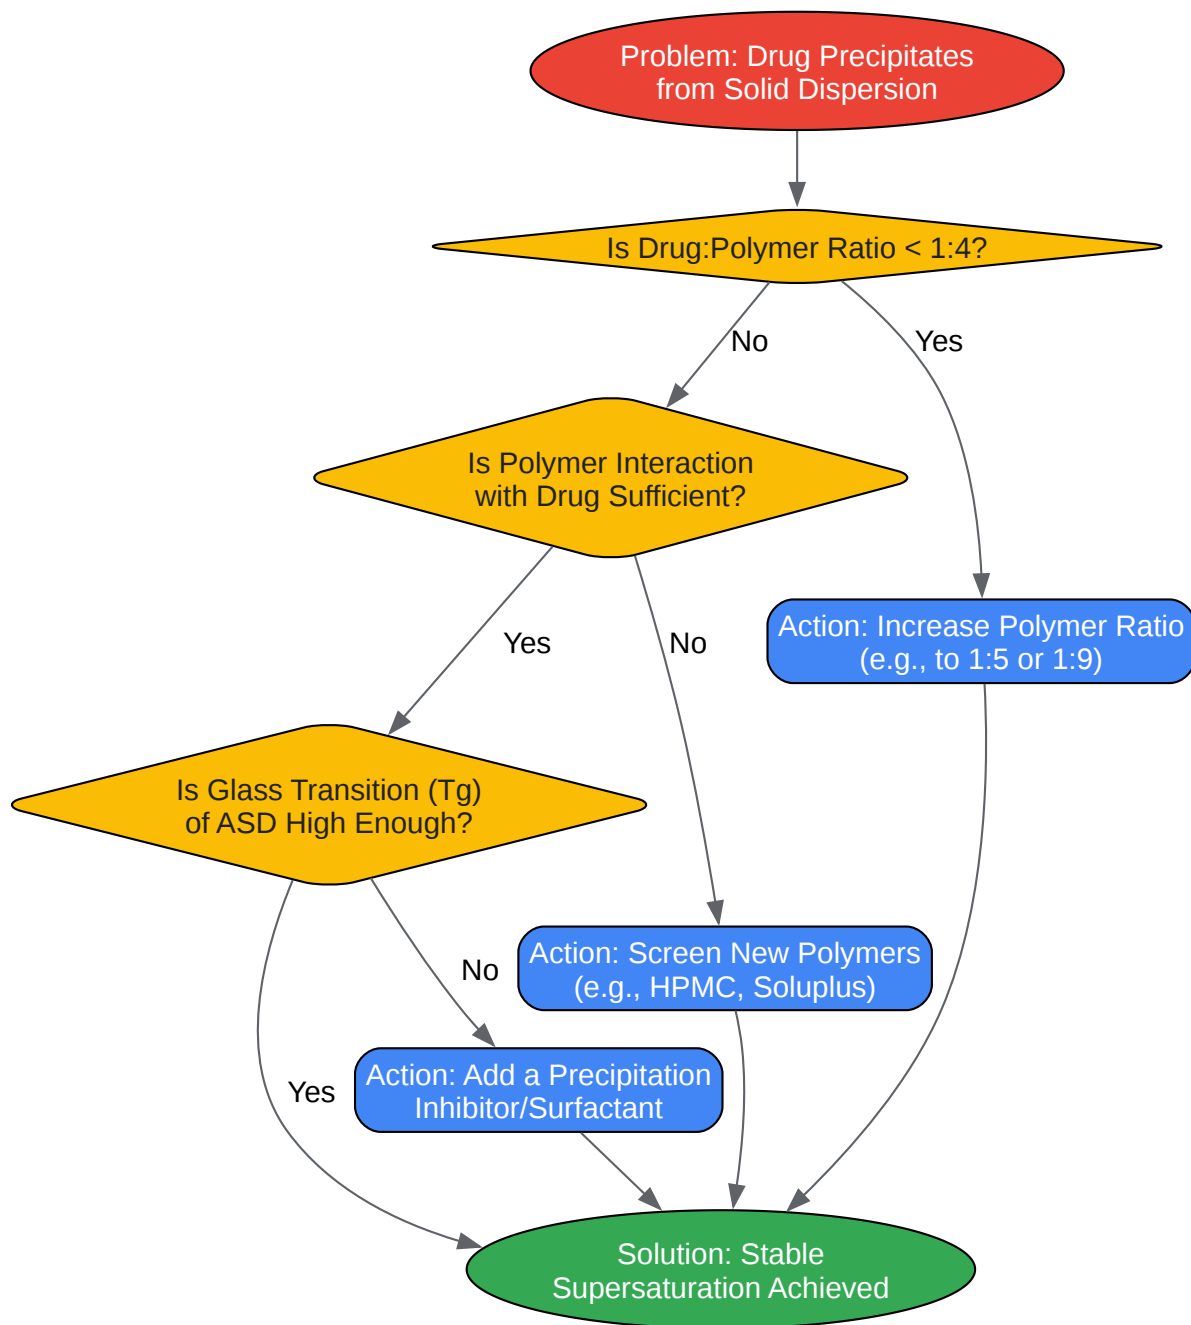 Problem: Drug Precipitates
from Solid Dispersion
Is Drug:Polymer Ratio < 1:4?
No
Yes
Is Polymer Interaction
with Drug Sufficient?
Action: Increase Polymer Ratio
(e.g., to 1:5 or 1:9)
Yes
No
Is Glass Transition (Tg)
of ASD High Enough?
Action: Screen New Polymers
(e.g., HPMC, Soluplus)
No
Yes
Action: Add a Precipitation
Inhibitor/Surfactant
Solution: Stable
Supersaturation Achieved